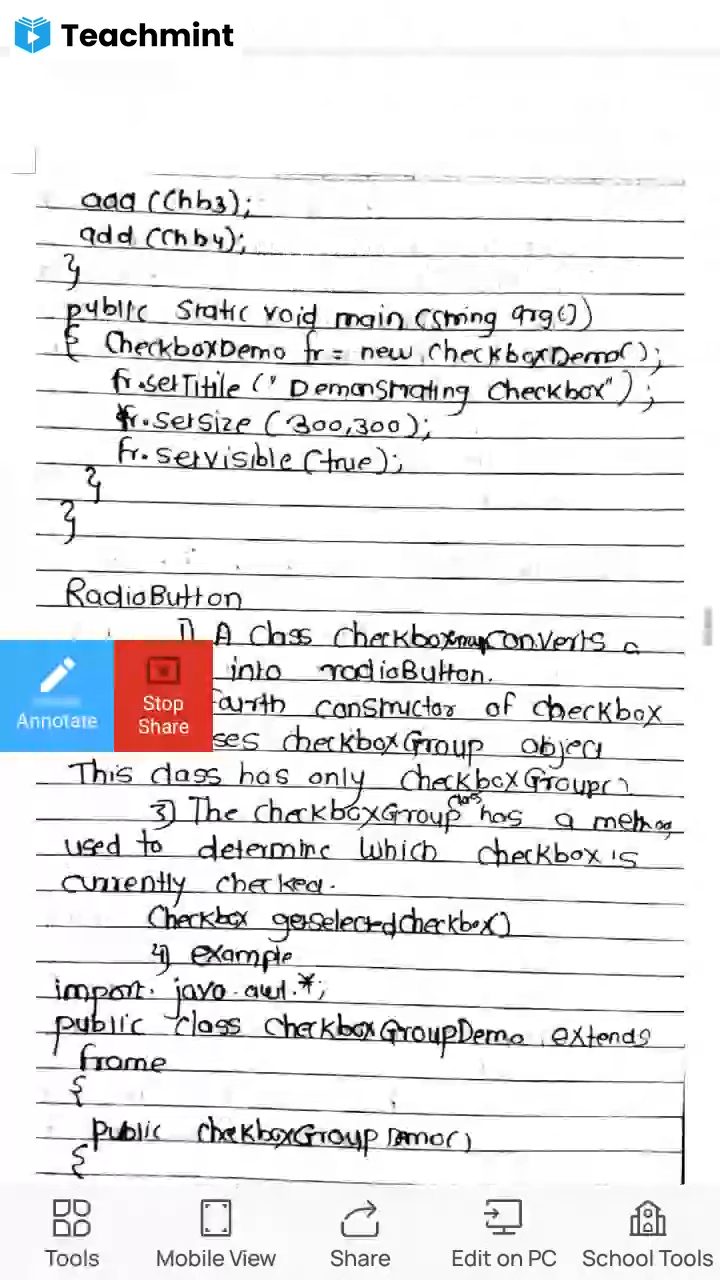 Teachmint
add (Chb3);
add (Chb4);
}
public static void main (string arg[])
{ CheckboxDemo fr = new CheckboxDemo();
fr.setTitile (" Demonstrating Checkbox");
fr.setsize (300,300);
fr.setvisible (true);
}
}
RadioButton
1) A class checkbox converts a
into radioButton.
fourth constructor of checkbox
ses checkboxGroup object
This class has only checkboxGroup()
3) The checkboxGroup class has a method
used to determine which checkbox is
currently checked.
Checkbox getselectedcheckbox()
4) example
import java.awt.*;
public class checkboxGroupDemo extends
frame
{
public checkboxGroupDemo()
{
Annotate
Stop
Share
Tools Mobile View Share Edit on PC School Tools